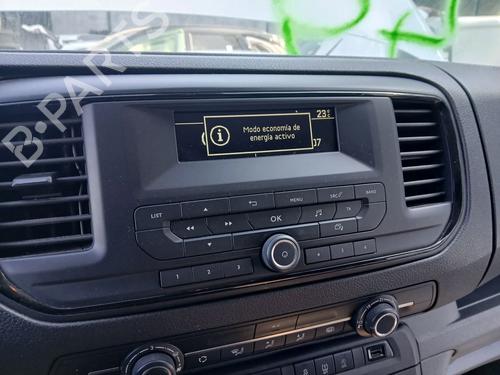 B-PARTS
23°C
i Modo economía de
energía activo
07
LIST
MENU
SRC
BAND
OK
TA
1
2
3
4
5
6